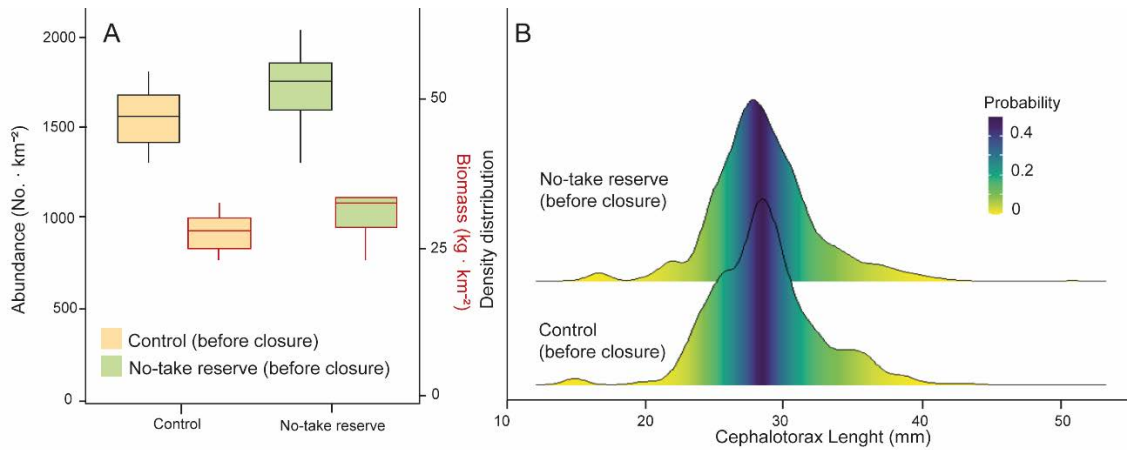 A
2000
1500
1000
500
0
Abundance (No. · km⁻²)
50
25
0
Biomass (kg · km⁻²)
Control (before closure)
No-take reserve (before closure)
Control
No-take reserve
B
Density distrribution
No-take reserve
(before closure)
Control
(before closure)
Probability
0.4
0.2
0
10
20
30
40
50
Cephalotorax Lenght (mm)